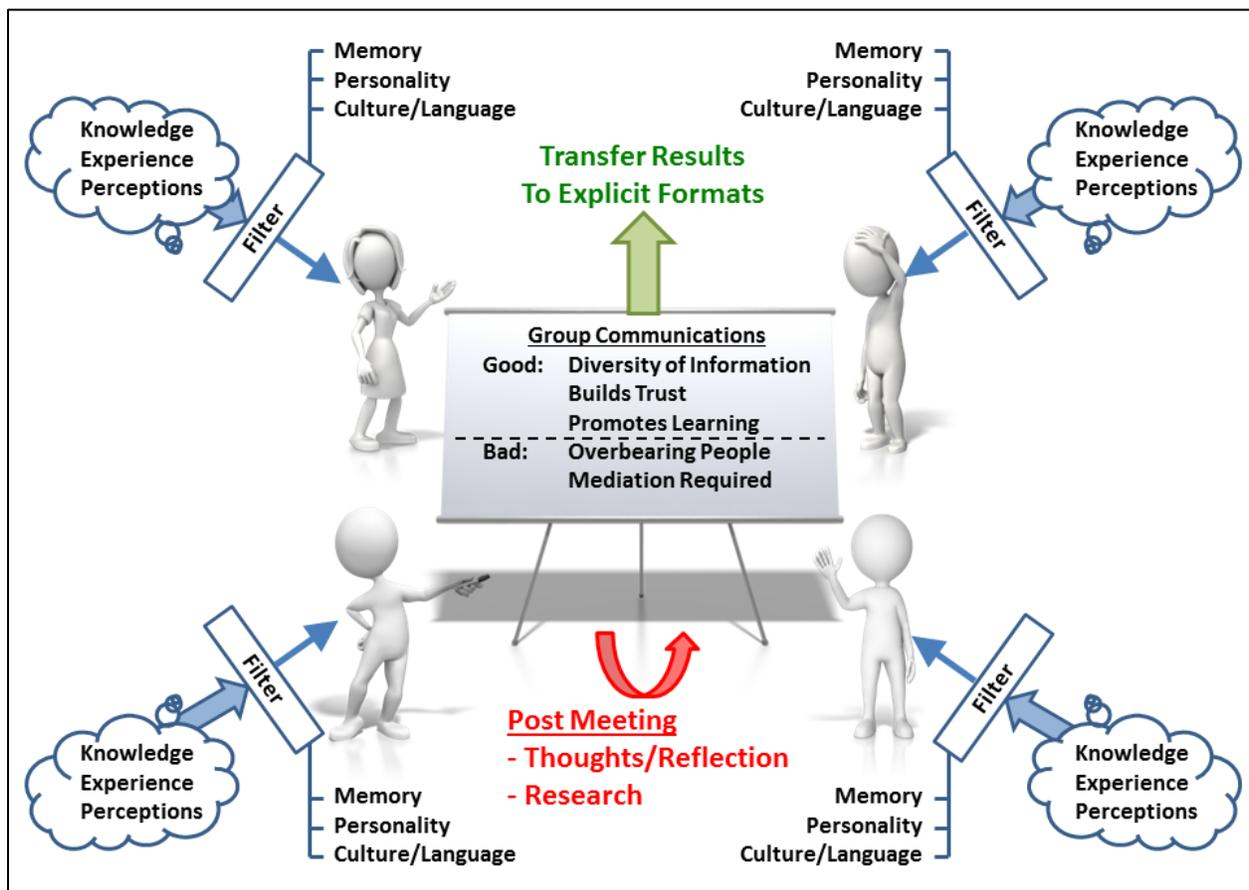 Memory
Personality
Culture/Language
Knowledge
Experience
Perceptions
Filter
Memory
Personality
Culture/Language
Knowledge
Experience
Perceptions
Filter
Transfer Results
To Explicit Formats
Group Communications
Good: Diversity of Information
Builds Trust
Promotes Learning
Bad: Overbearing People
Mediation Required
Filter
Knowledge
Experience
Perceptions
Memory
Personality
Culture/Language
Post Meeting
- Thoughts/Reflection
- Research
Filter
Knowledge
Experience
Perceptions
Memory
Personality
Culture/Language